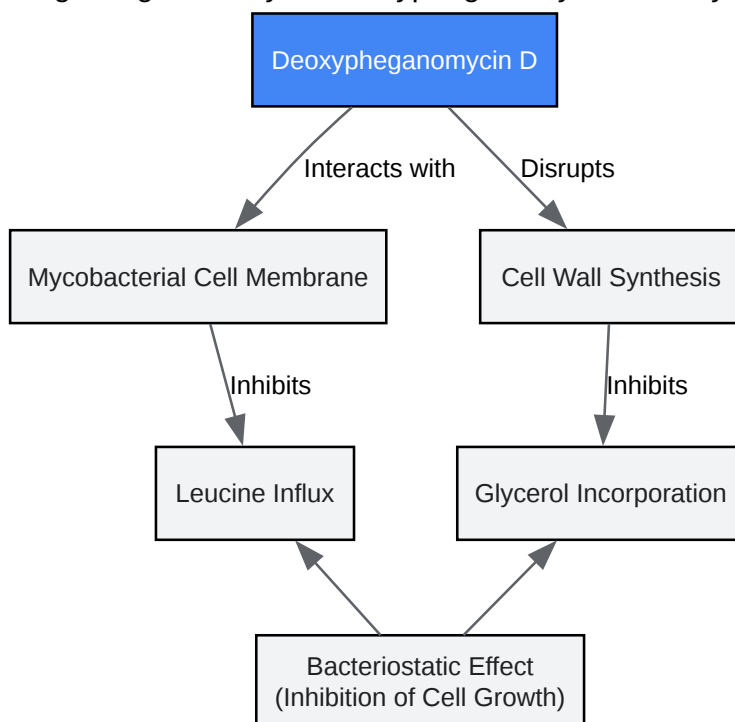 Deoxypheganomycin D
Interacts with
Disrupts
Mycobacterial Cell Membrane
Cell Wall Synthesis
Inhibits
Inhibits
Leucine Influx
Glycerol Incorporation
Bacteriostatic Effect
(Inhibition of Cell Growth)